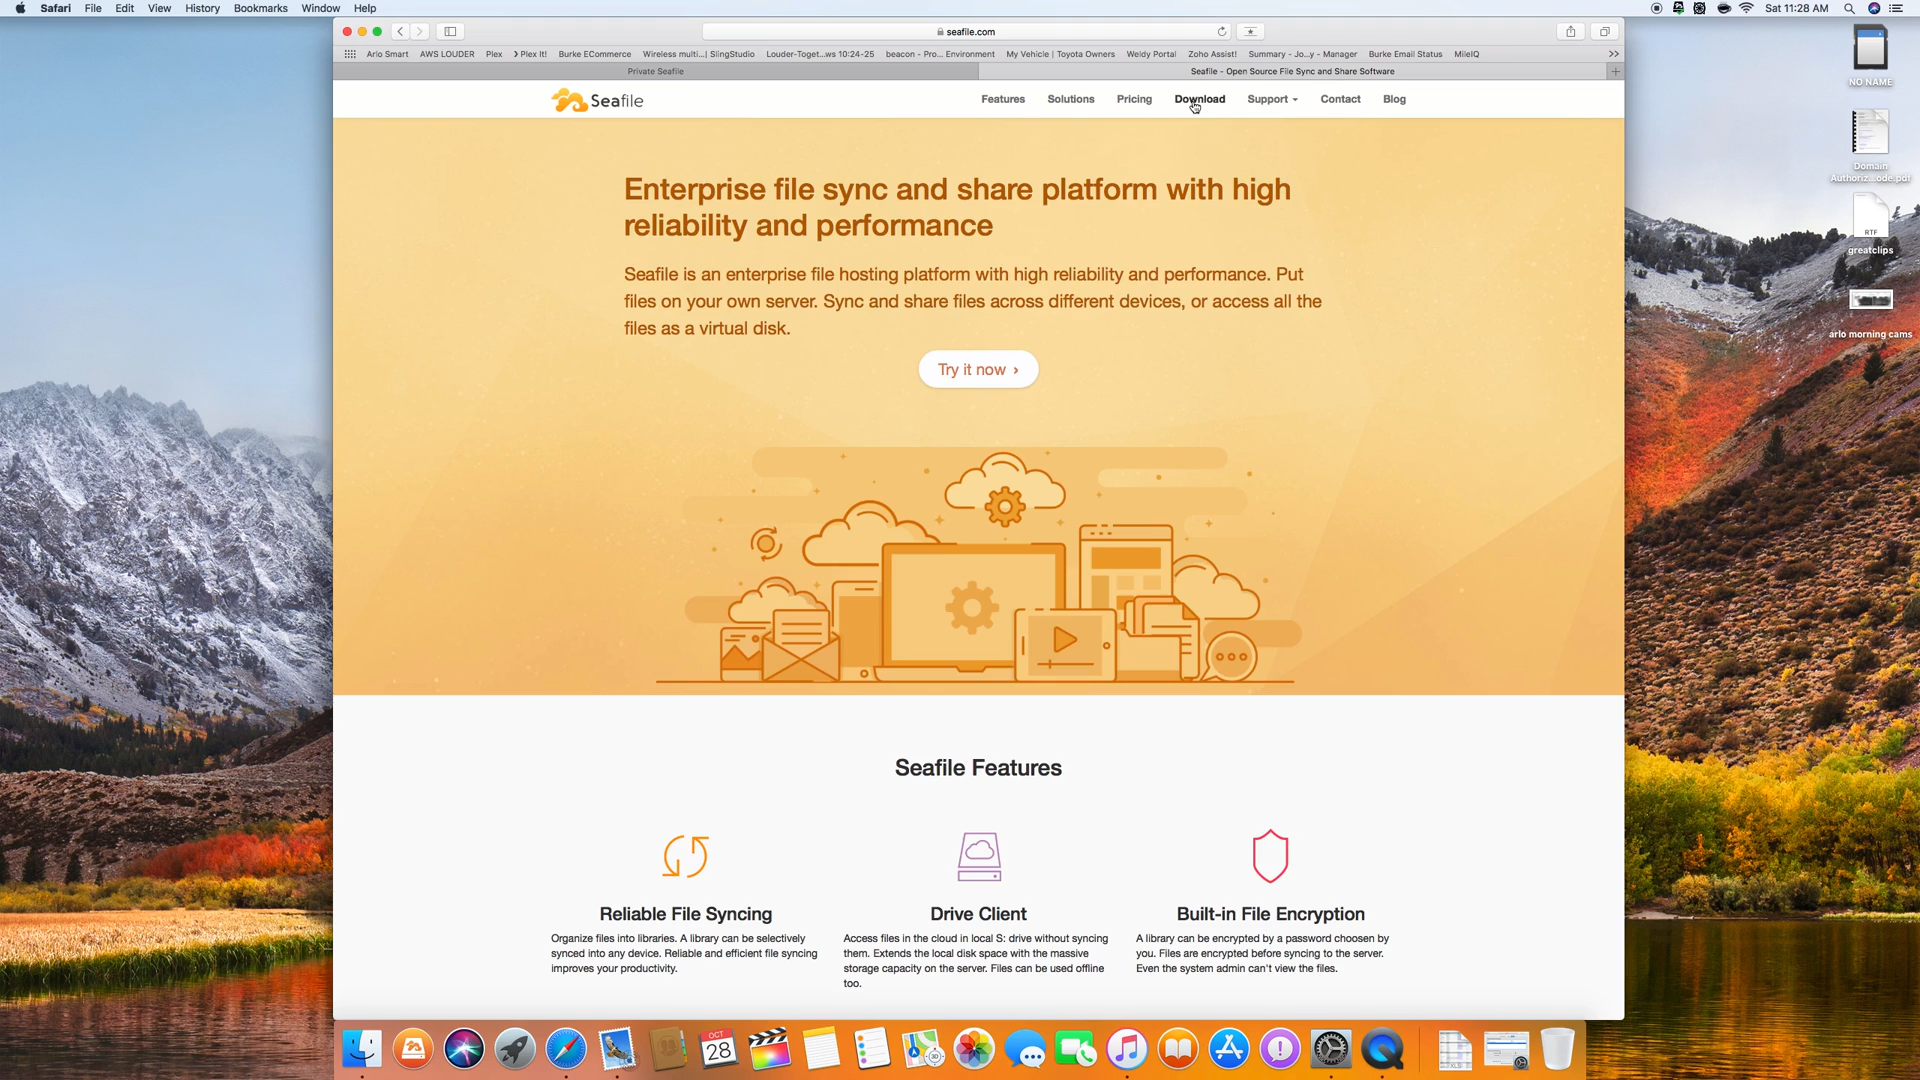 Safari File Edit View History Bookmarks Window Help
Sat 11:28 AM
seafile.com
Arlo Smart AWS LOUDER Plex Plex It! Burke ECommerce Wireless multi...| SlingStudio Louder-Toget...ws 10:24-25 beacon - Pro... Environment My Vehicle | Toyota Owners Weldy Portal Zoho Assist! Summary - Jo...y - Manager Burke Email Status MileIQ
Private Seafile
Seafile - Open Source File Sync and Share Software
Seafile
Features Solutions Pricing Download Support Contact Blog
Enterprise file sync and share platform with high
reliability and performance
Seafile is an enterprise file hosting platform with high reliability and performance. Put
files on your own server. Sync and share files across different devices, or access all the
files as a virtual disk.
Try it now ›
Seafile Features
Reliable File Syncing
Organize files into libraries. A library can be selectively
synced into any device. Reliable and efficient file syncing
improves your productivity.
Drive Client
Access files in the cloud in local S: drive without syncing
them. Extends the local disk space with the massive
storage capacity on the server. Files can be used offline
too.
Built-in File Encryption
A library can be encrypted by a password choosen by
you. Files are encrypted before syncing to the server.
Even the system admin can't view the files.
NO NAME
Domain
Authoriz...ode.pdf
RTF
greatclips
arlo morning cams
OCT
28
3D
XLS